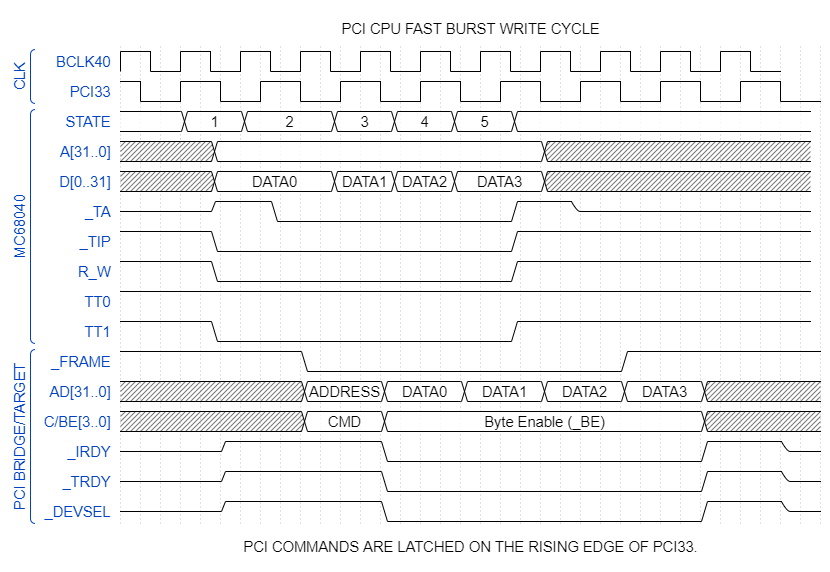 PCI CPU FAST BURST WRITE CYCLE
CLK
BCLK40
PCI33
MC68040
STATE 1 2 3 4 5
A[31..0]
D[0..31] DATA0 DATA1 DATA2 DATA3
_TA
_TIP
R_W
TT0
TT1
PCI BRIDGE/TARGET
_FRAME
AD[31..0] ADDRESS DATA0 DATA1 DATA2 DATA3
C/BE[3..0] CMD Byte Enable (_BE)
_IRDY
_TRDY
_DEVSEL
PCI COMMANDS ARE LATCHED ON THE RISING EDGE OF PCI33.